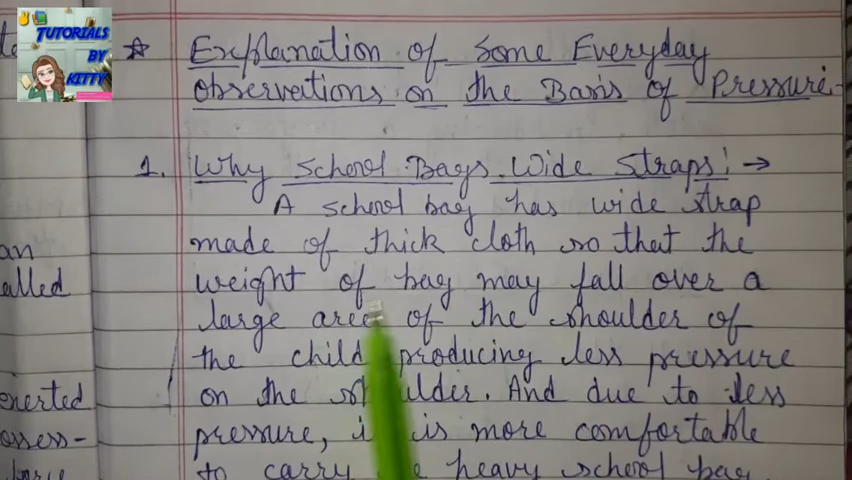 TUTORIALS
BY
KITTY
☆ Explanation of Some Everyday
Observations on the Basis of Pressure:-
1. Why School Bags Wide Straps:→
A school bag has wide strap
made of thick cloth so that the
an
weight of bag may fall over a
alled
large area of the shoulder of
the child producing less pressure
on the shoulder. And due to less
enerted
pressure, it is more comfortable
ossess-
to carry the heavy school bag